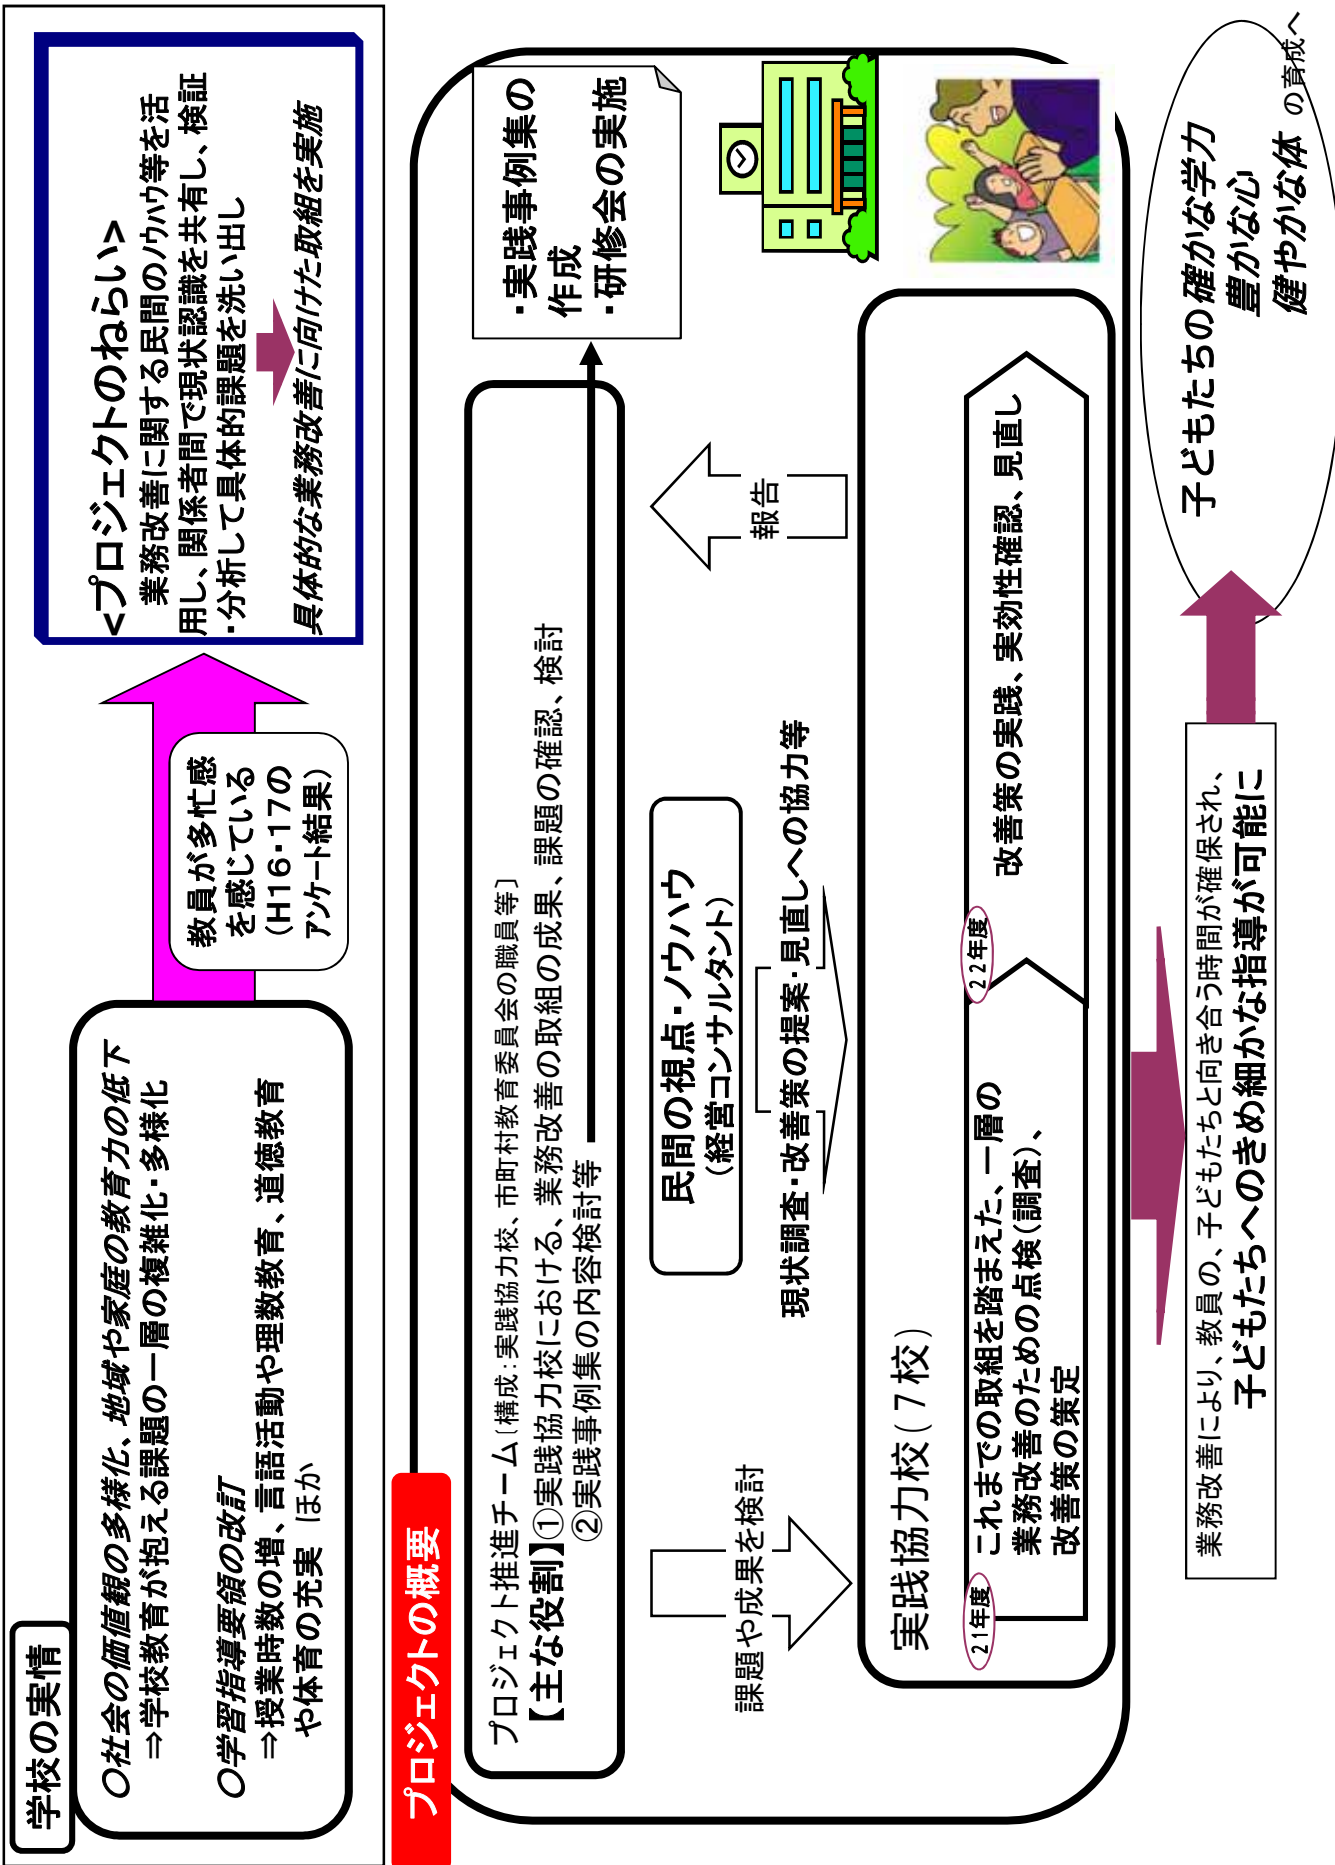 学校の実情
○社会の価値観の多様化、地域や家庭の教育力の低下
⇒学校教育が抱える課題の一層の複雑化・多様化
○学習指導要領の改訂
⇒授業時数の増、言語活動や理数教育、道徳教育
や体育の充実 ほか
教員が多忙感
を感じている
(H16・17の
アンケート結果)
<プロジェクトのねらい>
業務改善に関する民間のノウハウ等を活
用し、関係者間で現状認識を共有し、検証
・分析して具体的課題を洗い出し
具体的な業務改善に向けた取組を実施
プロジェクトの概要
プロジェクト推進チーム〔構成：実践協力校、市町村教育委員会の職員等〕
【主な役割】①実践協力校における、業務改善の取組の成果、課題の確認、検討
②実践事例集の内容検討等
・実践事例集の
作成
・研修会の実施
課題や成果を検討
民間の視点・ノウハウ
(経営コンサルタント)
現状調査・改善策の提案・見直しへの協力等
報告
実践協力校(7校)
21年度
これまでの取組を踏まえた、一層の
業務改善のための点検(調査)、
改善策の策定
22年度
改善策の実践、実効性確認、見直し
業務改善により、教員の、子どもたちと向き合う時間が確保され、
子どもたちへのきめ細かな指導が可能に
子どもたちの確かな学力
豊かな心
健やかな体 の育成へ